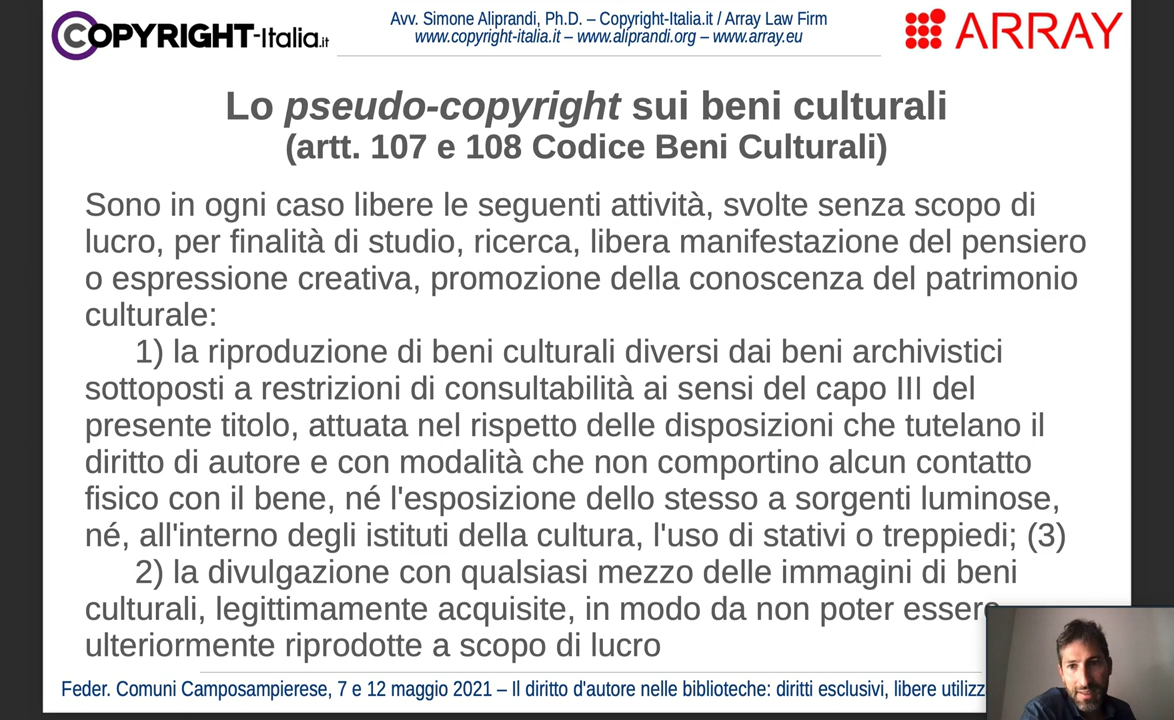 COPYRIGHT-Italia.it
Avv. Simone Aliprandi, Ph.D. – Copyright-Italia.it / Array Law Firm
www.copyright-italia.it – www.aliprandi.org – www.array.eu
ARRAY
Lo pseudo-copyright sui beni culturali
(artt. 107 e 108 Codice Beni Culturali)
Sono in ogni caso libere le seguenti attività, svolte senza scopo di
lucro, per finalità di studio, ricerca, libera manifestazione del pensiero
o espressione creativa, promozione della conoscenza del patrimonio
culturale:
1) la riproduzione di beni culturali diversi dai beni archivistici
sottoposti a restrizioni di consultabilità ai sensi del capo III del
presente titolo, attuata nel rispetto delle disposizioni che tutelano il
diritto di autore e con modalità che non comportino alcun contatto
fisico con il bene, né l'esposizione dello stesso a sorgenti luminose,
né, all'interno degli istituti della cultura, l'uso di stativi o treppiedi; (3)
2) la divulgazione con qualsiasi mezzo delle immagini di beni
culturali, legittimamente acquisite, in modo da non poter essere
ulteriormente riprodotte a scopo di lucro
Feder. Comuni Camposampierese, 7 e 12 maggio 2021 – Il diritto d'autore nelle biblioteche: diritti esclusivi, libere